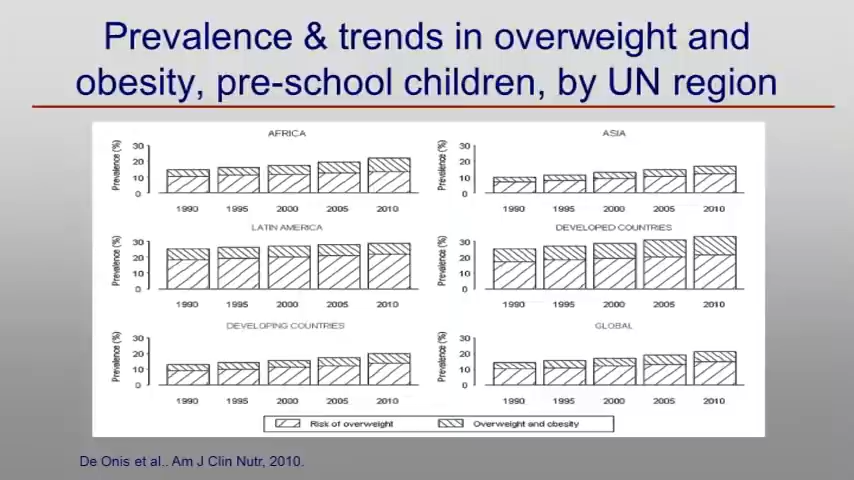 Prevalence & trends in overweight and
obesity, pre-school children, by UN region
AFRICA
Prevalence (%)
30
20
10
0
1990 1995 2000 2005 2010
ASIA
Prevalence (%)
30
20
10
0
1990 1995 2000 2005 2010
LATIN AMERICA
Prevalence (%)
30
20
10
0
1990 1995 2000 2005 2010
DEVELOPED COUNTRIES
Prevalence (%)
30
20
10
0
1990 1995 2000 2005 2010
DEVELOPING COUNTRIES
Prevalence (%)
30
20
10
0
1990 1995 2000 2005 2010
GLOBAL
Prevalence (%)
30
20
10
0
1990 1995 2000 2005 2010
Risk of overweight Overweight and obesity
De Onis et al.. Am J Clin Nutr, 2010.